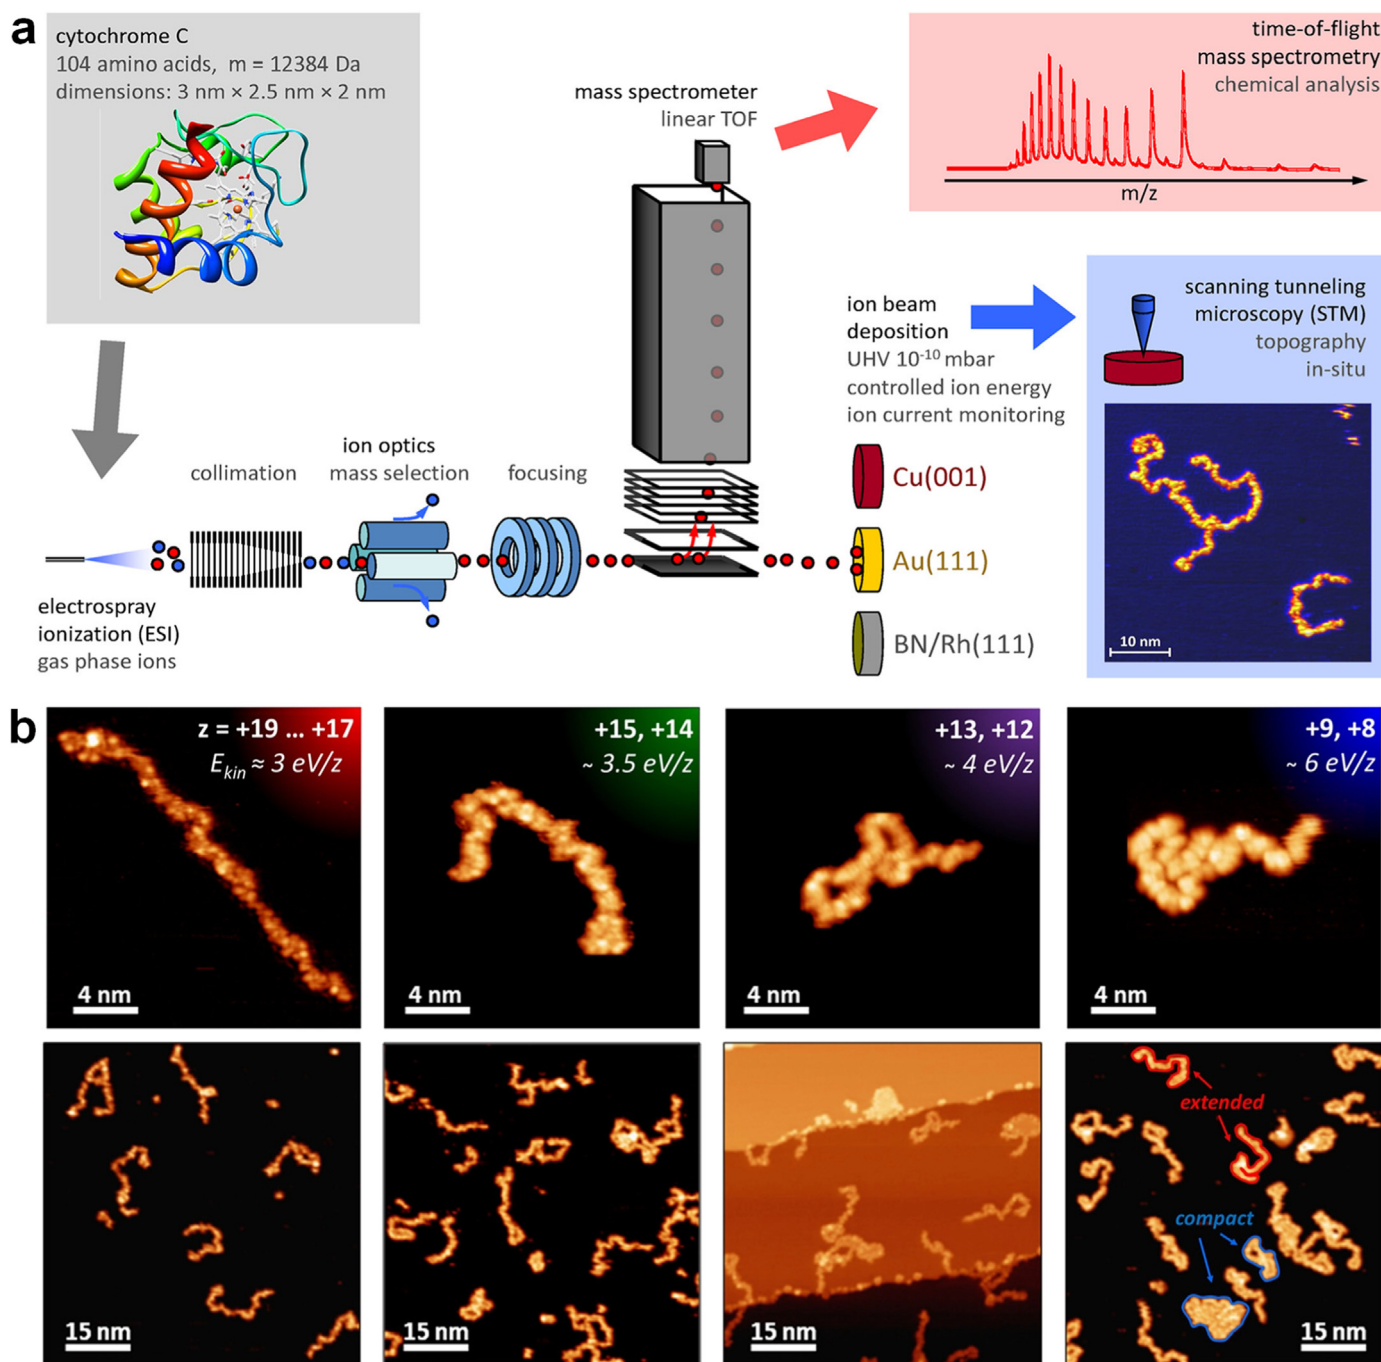 a
cytochrome C
104 amino acids, m = 12384 Da
dimensions: 3 nm × 2.5 nm × 2 nm
mass spectrometer
linear TOF
time-of-flight
mass spectrometry
chemical analysis
m/z
ion beam
deposition
UHV 10⁻¹⁰ mbar
controlled ion energy
ion current monitoring
scanning tunneling
microscopy (STM)
topography
in-situ
10 nm
collimation
ion optics
mass selection
focusing
electrospray
ionization (ESI)
gas phase ions
Cu(001)
Au(111)
BN/Rh(111)
b
z = +19 ... +17
Eₖᵢₙ ≈ 3 eV/z
4 nm
+15, +14
~ 3.5 eV/z
4 nm
+13, +12
~ 4 eV/z
4 nm
+9, +8
~ 6 eV/z
4 nm
15 nm
15 nm
15 nm
extended
compact
15 nm